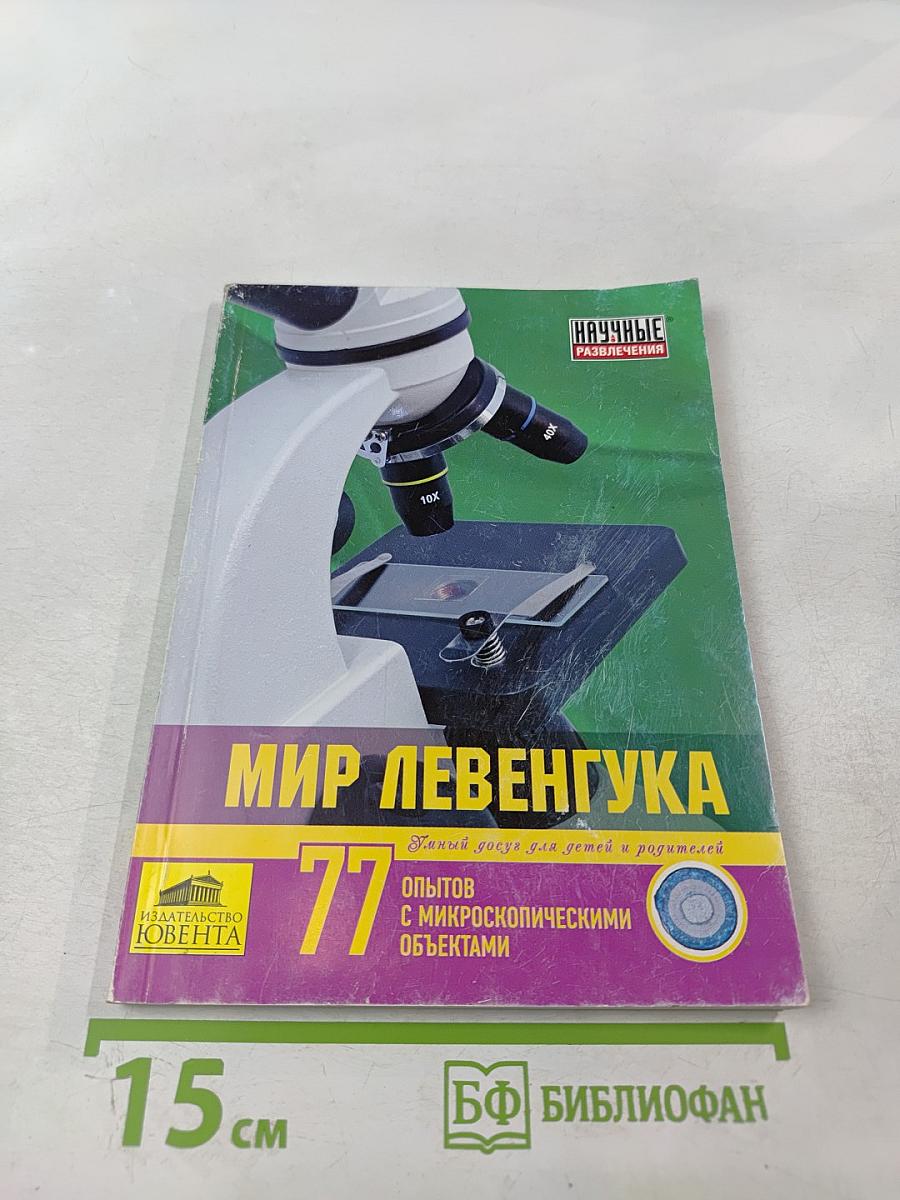 НАУЧНЫЕ
РАЗВЛЕЧЕНИЯ
®
40X
10X
МИР ЛЕВЕНГУКА
Умный досуг для детей и родителей
77
ОПЫТОВ
С МИКРОСКОПИЧЕСКИМИ
ОБЪЕКТАМИ
ИЗДАТЕЛЬСТВО
ЮВЕНТА
15 см
БФ БИБЛИОФАН